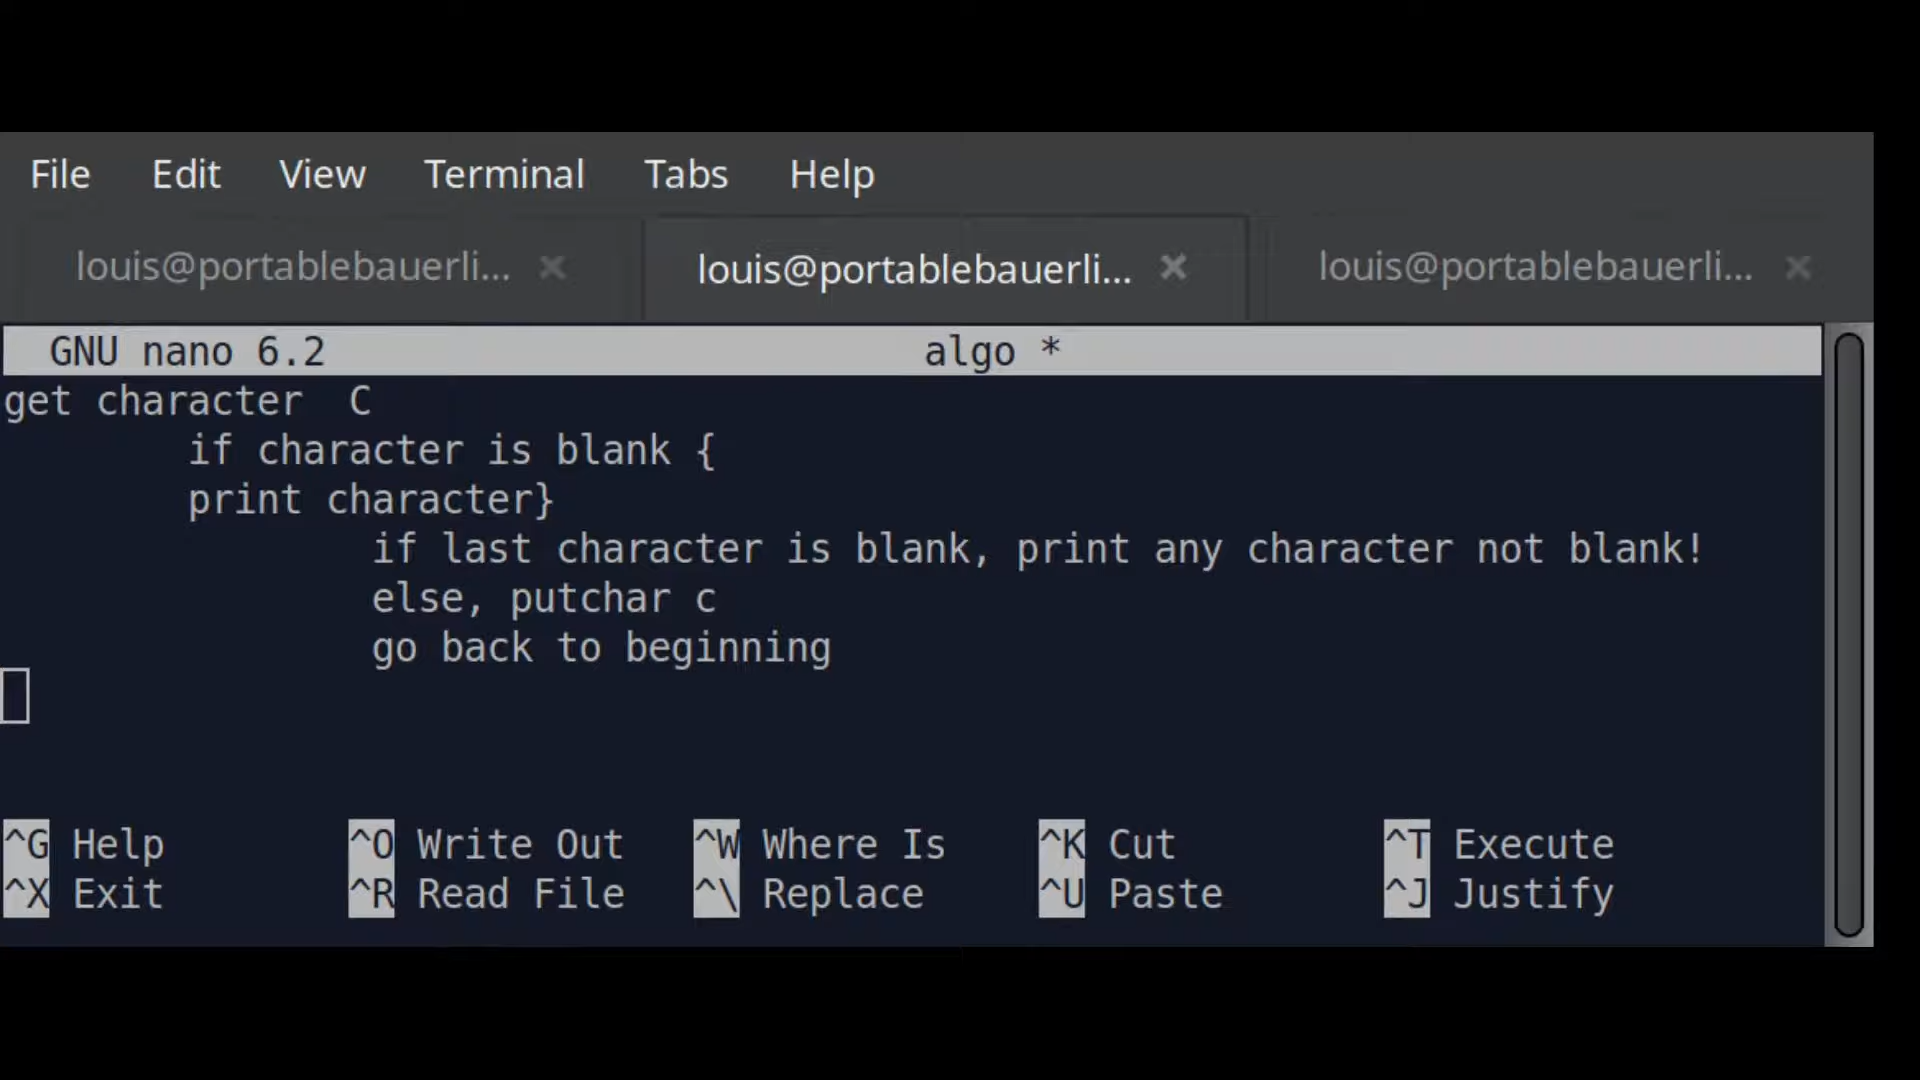 File Edit View Terminal Tabs Help
louis@portablebauerli... × louis@portablebauerli... × louis@portablebauerli... ×
GNU nano 6.2 algo *
get character  C
        if character is blank {
        print character}
                if last character is blank, print any character not blank!
                else, putchar c
                go back to beginning
^G Help ^O Write Out ^W Where Is ^K Cut ^T Execute
^X Exit ^R Read File ^\ Replace ^U Paste ^J Justify